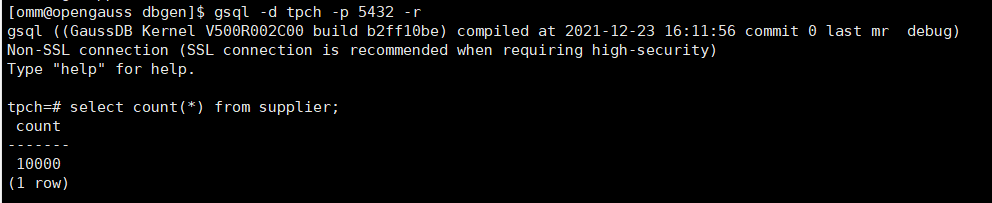 [omm@opengauss dbgen]$ gsql -d tpch -p 5432 -r
gsql ((GaussDB Kernel V500R002C00 build b2ff10be) compiled at 2021-12-23 16:11:56 commit 0 last mr  debug)
Non-SSL connection (SSL connection is recommended when requiring high-security)
Type "help" for help.
tpch=# select count(*) from supplier;
 count
-------
 10000
(1 row)